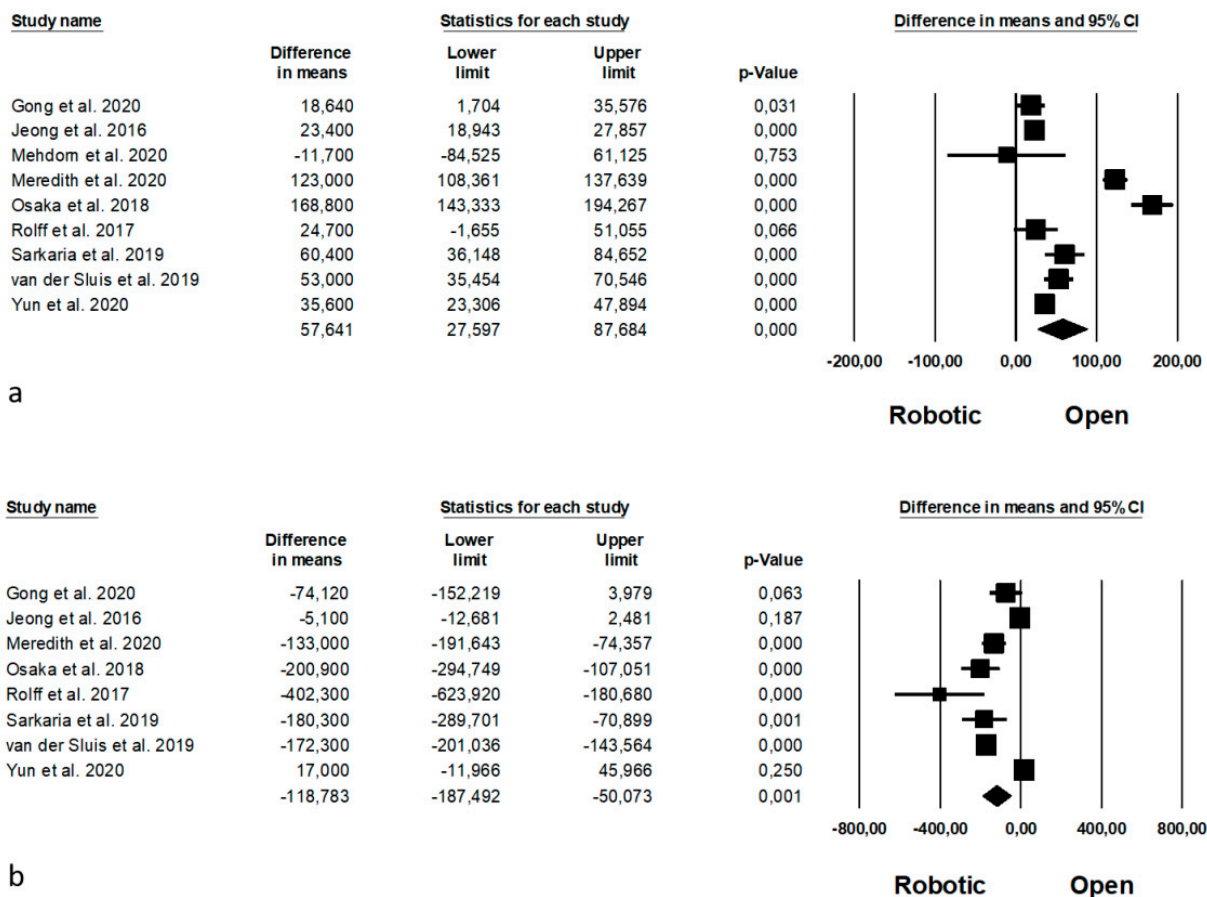 Study name Statistics for each study Difference in means and 95% CI
Difference in means Lower limit Upper limit p-Value
Gong et al. 2020 18,640 1,704 35,576 0,031
Jeong et al. 2016 23,400 18,943 27,857 0,000
Mehdorn et al. 2020 -11,700 -84,525 61,125 0,753
Meredith et al. 2020 123,000 108,361 137,639 0,000
Osaka et al. 2018 168,800 143,333 194,267 0,000
Rolff et al. 2017 24,700 -1,655 51,055 0,066
Sarkaria et al. 2019 60,400 36,148 84,652 0,000
van der Sluis et al. 2019 53,000 35,454 70,546 0,000
Yun et al. 2020 35,600 23,306 47,894 0,000
57,641 27,597 87,684 0,000
-200,00 -100,00 0,00 100,00 200,00
a
Robotic Open
Study name Statistics for each study Difference in means and 95% CI
Difference in means Lower limit Upper limit p-Value
Gong et al. 2020 -74,120 -152,219 3,979 0,063
Jeong et al. 2016 -5,100 -12,681 2,481 0,187
Meredith et al. 2020 -133,000 -191,643 -74,357 0,000
Osaka et al. 2018 -200,900 -294,749 -107,051 0,000
Rolff et al. 2017 -402,300 -623,920 -180,680 0,000
Sarkaria et al. 2019 -180,300 -289,701 -70,899 0,001
van der Sluis et al. 2019 -172,300 -201,036 -143,564 0,000
Yun et al. 2020 17,000 -11,966 45,966 0,250
-118,783 -187,492 -50,073 0,001
-800,00 -400,00 0,00 400,00 800,00
b
Robotic Open